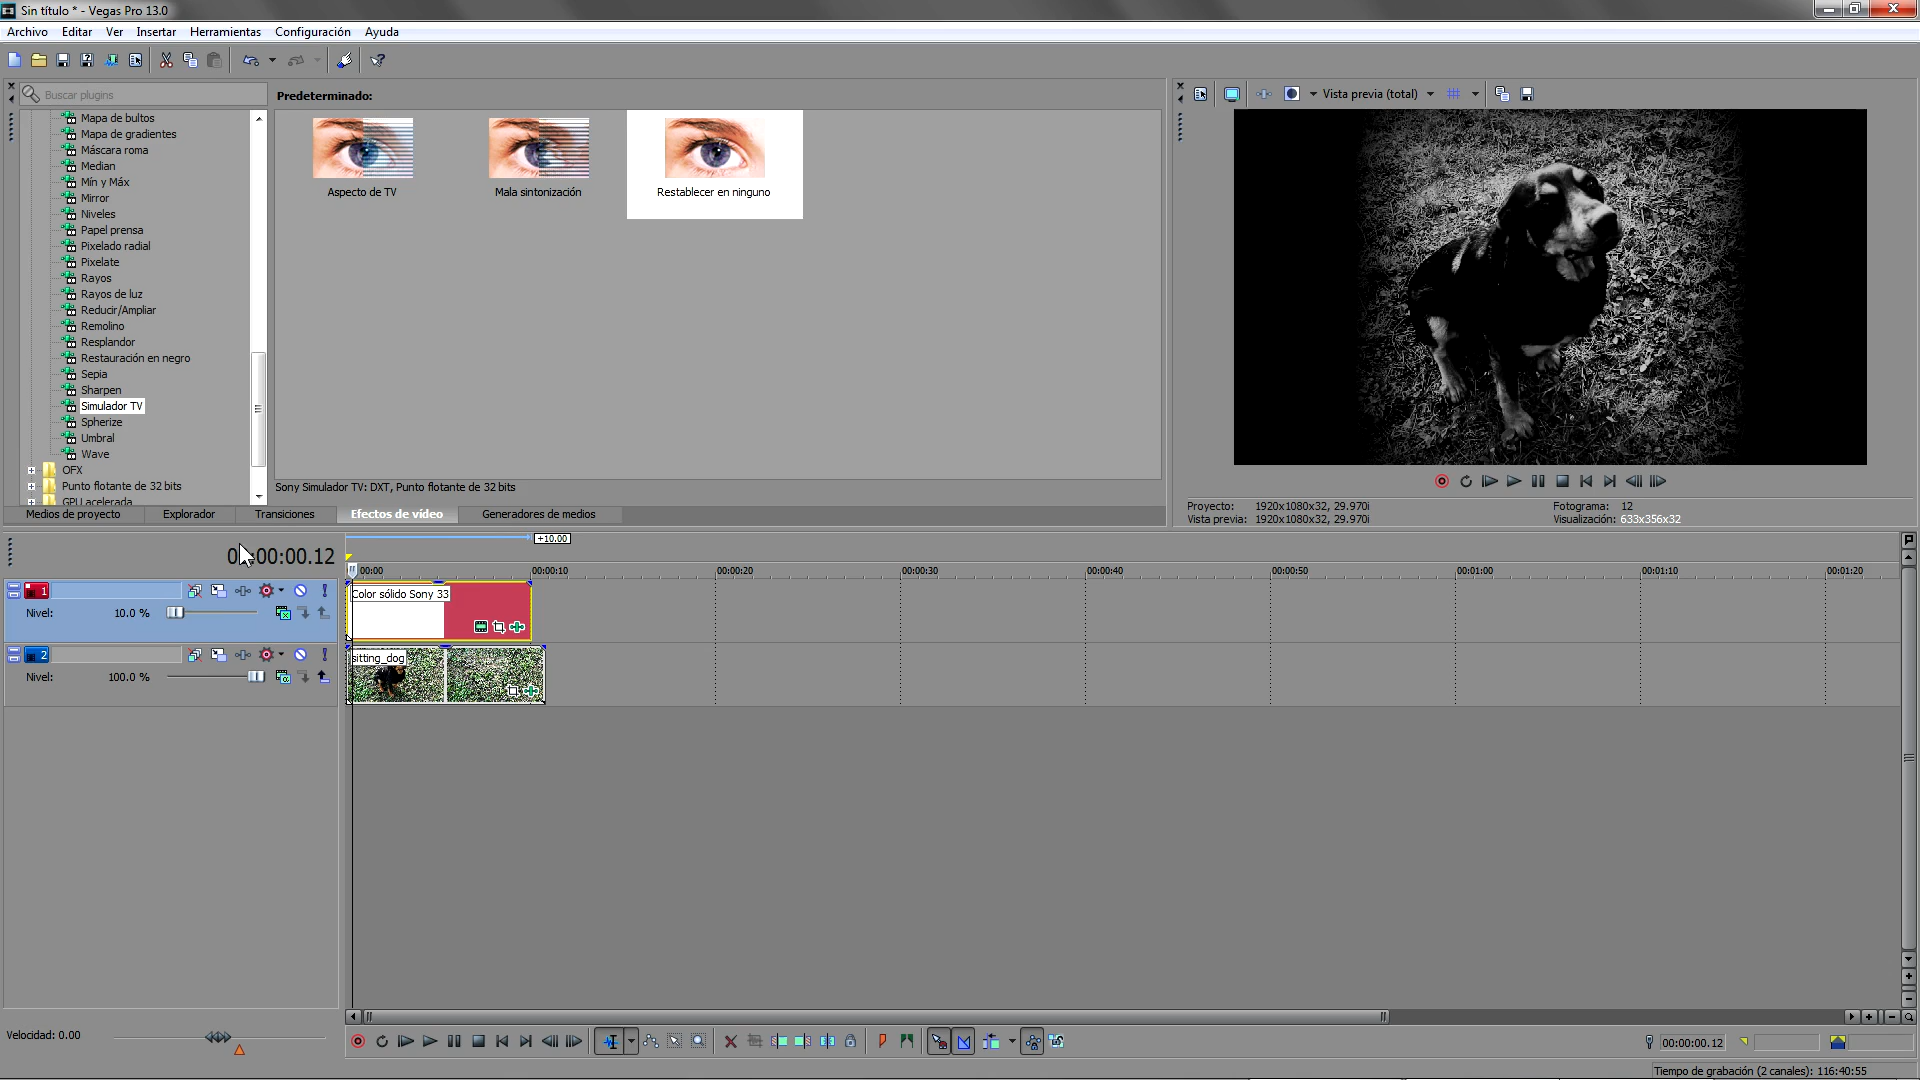 Sin título * - Vegas Pro 13.0
Archivo Editar Ver Insertar Herramientas Configuración Ayuda
Buscar plugins
Predeterminado:
Vista previa (total)
Mapa de bultos
Mapa de gradientes
Máscara roma
Median
Mín y Máx
Mirror
Niveles
Papel prensa
Pixelado radial
Pixelate
Rayos
Rayos de luz
Reducir/Ampliar
Remolino
Resplandor
Restauración en negro
Sepia
Sharpen
Simulador TV
Spherize
Umbral
Wave
OFX
Punto flotante de 32 bits
GPU acelerada
Aspecto de TV
Mala sintonización
Restablecer en ninguno
Sony Simulador TV: DXT, Punto flotante de 32 bits
Medios de proyecto Explorador Transiciones Efectos de vídeo Generadores de medios
Proyecto: 1920x1080x32, 29.970i Fotograma: 12
Vista previa: 1920x1080x32, 29.970i Visualización: 633x356x32
+10.00
00:00:00.12
00:00 00:00:10 00:00:20 00:00:30 00:00:40 00:00:50 00:01:00 00:01:10 00:01:20
1
Nivel: 10.0 %
Color sólido Sony 33
2
Nivel: 100.0 %
sitting_dog
Velocidad: 0.00
00:00:00.12
Tiempo de grabación (2 canales): 116:40:55